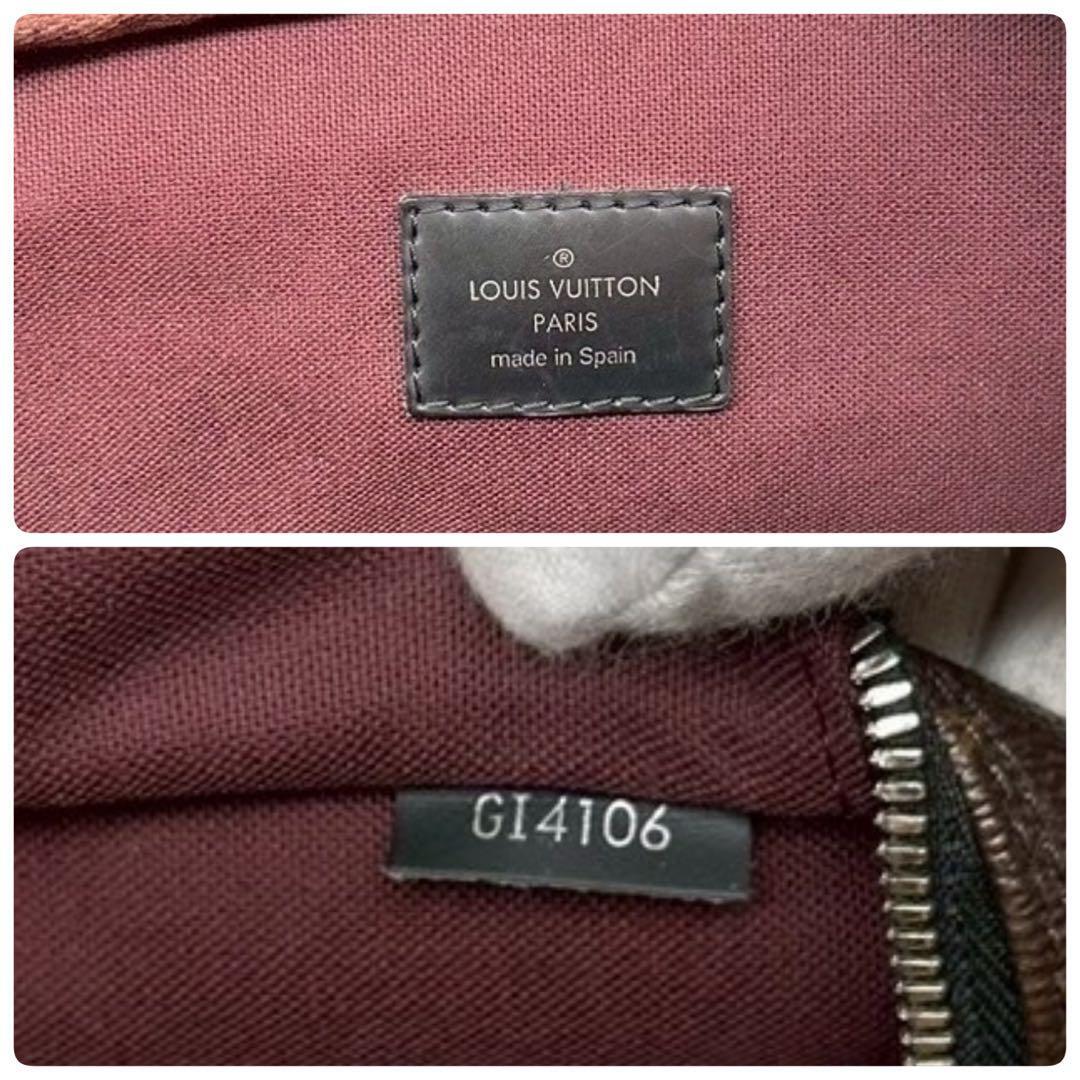 ®
LOUIS VUITTON
PARIS
made in Spain
GI4106